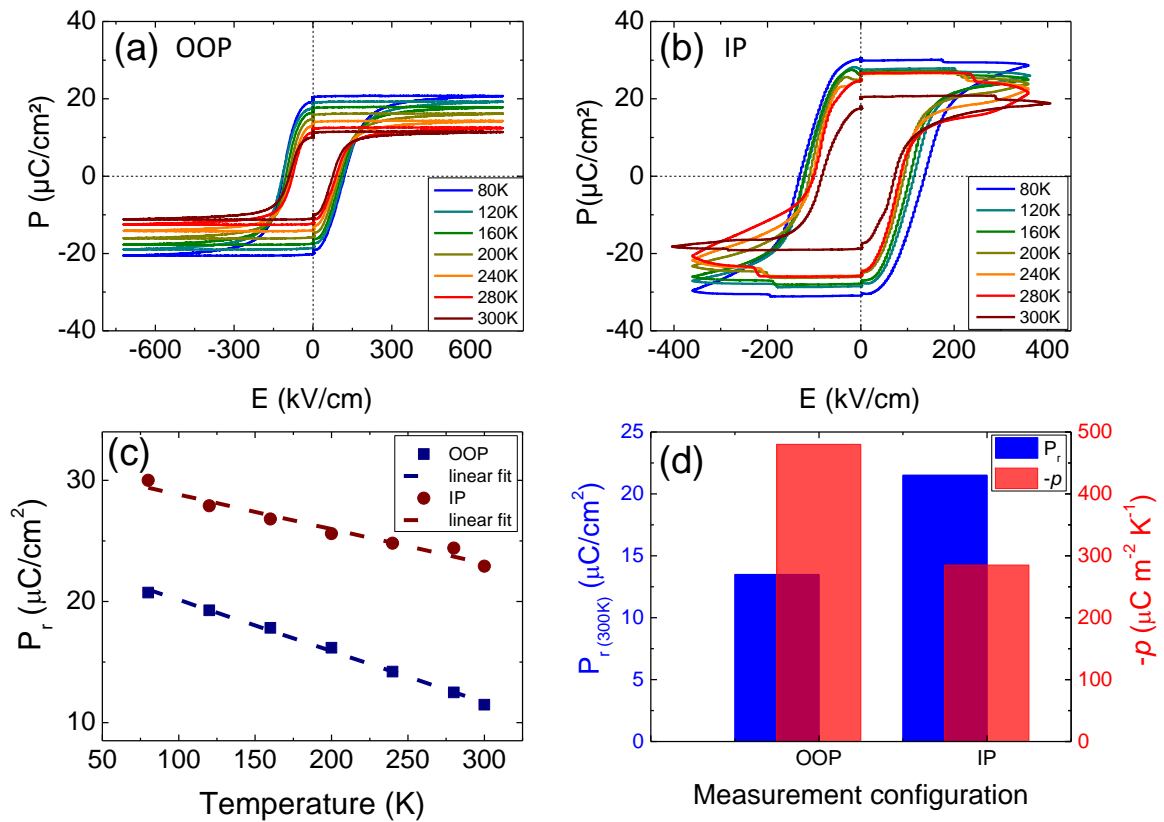 (a) OOP
P (µC/cm²)
40
20
0
-20
-40
-600 -300 0 300 600
E (kV/cm)
80K
120K
160K
200K
240K
280K
300K
(b) IP
P(µC/cm²)
40
20
0
-20
-40
-400 -200 0 200 400
E (kV/cm)
80K
120K
160K
200K
240K
280K
300K
(c)
OOP
linear fit
IP
linear fit
Pr (µC/cm2)
30
20
10
50 100 150 200 250 300
Temperature (K)
(d)
Pr
-p
Pr (300K) (µC/cm2)
25
20
15
10
5
0
OOP IP
Measurement configuration
500
400
300
200
100
0
-p (µC m-2 K-1)